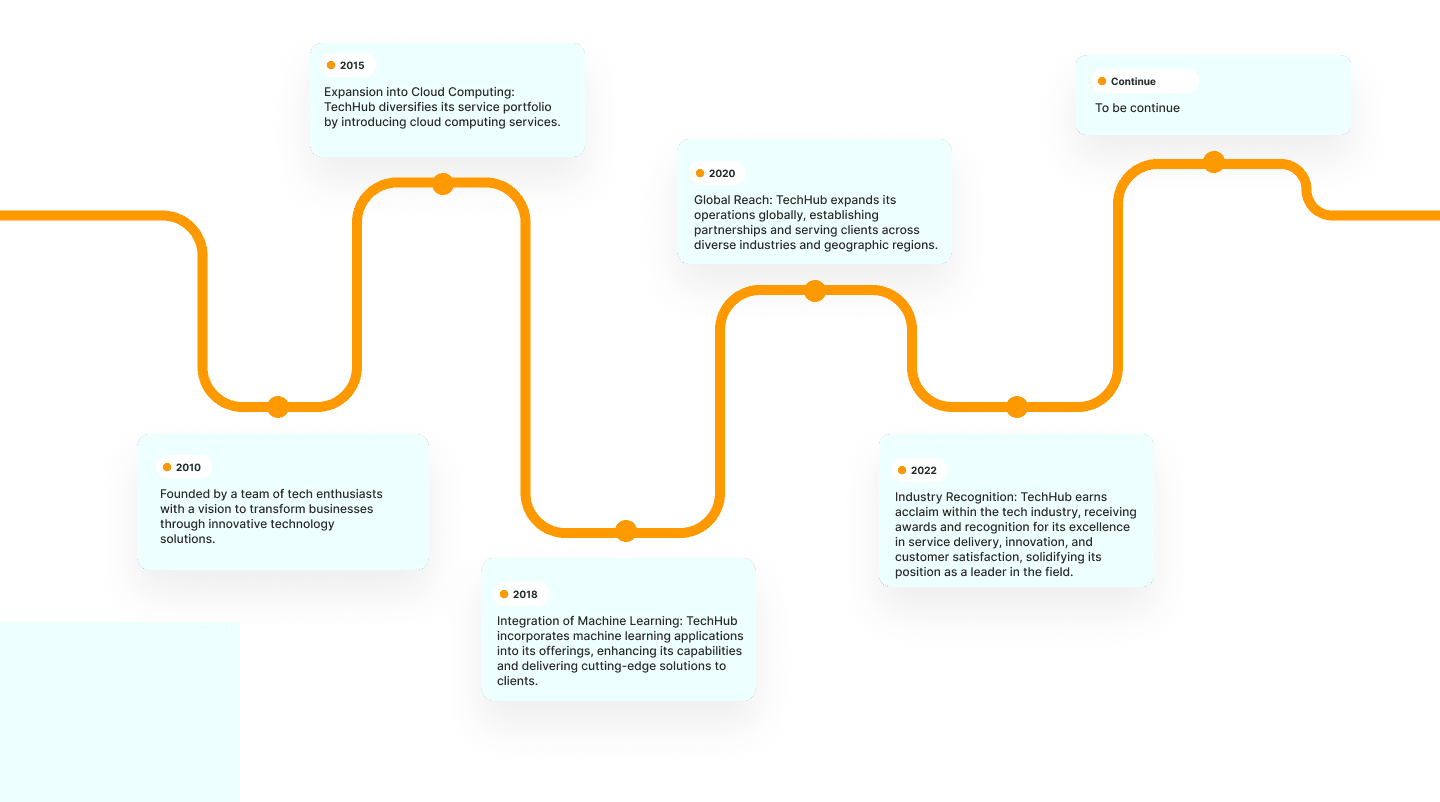 2015
Expansion into Cloud Computing:
TechHub diversifies its service portfolio
by introducing cloud computing services.
Continue
To be continue
2020
Global Reach: TechHub expands its
operations globally, establishing
partnerships and serving clients across
diverse industries and geographic regions.
2010
Founded by a team of tech enthusiasts
with a vision to transform businesses
through innovative technology
solutions.
2022
Industry Recognition: TechHub earns
acclaim within the tech industry, receiving
awards and recognition for its excellence
in service delivery, innovation, and
customer satisfaction, solidifying its
position as a leader in the field.
2018
Integration of Machine Learning: TechHub
incorporates machine learning applications
into its offerings, enhancing its capabilities
and delivering cutting-edge solutions to
clients.